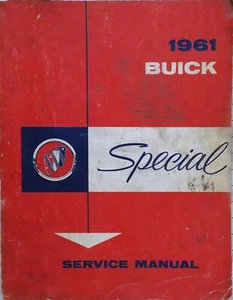 1961
BUICK
Special
SERVICE MANUAL